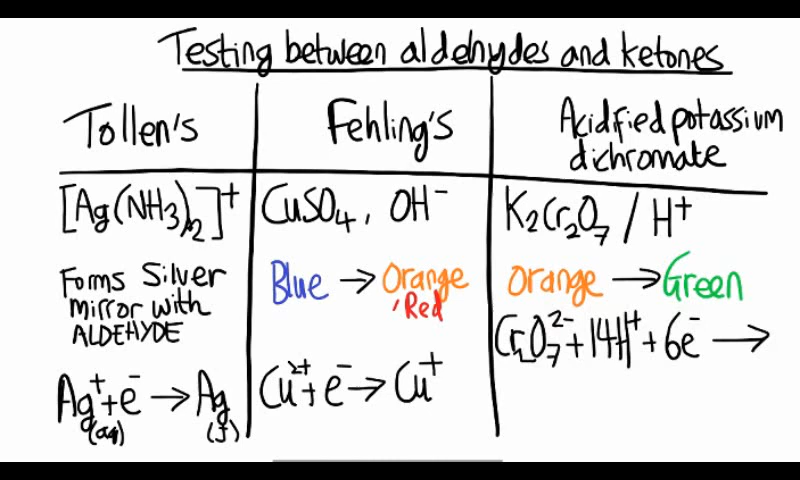 Testing between aldehydes and ketones
Tollen's
[Ag(NH3)2]+
Forms Silver
mirror with
ALDEHYDE
Ag+ + e- → Ag
(aq) (s)
Fehling's
CuSO4, OH-
Blue → Orange
/Red
Cu2+ + e- → Cu+
Acidfied potassium
dichromate
K2Cr2O7 / H+
Orange → Green
Cr2O7 2- + 14H+ + 6e- →